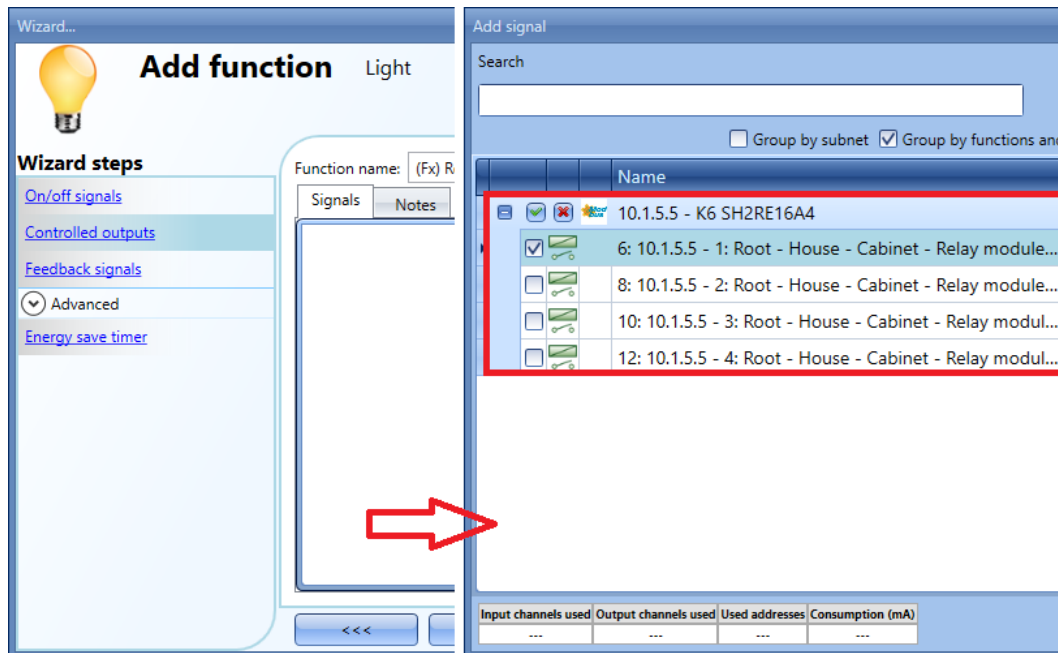 Wizard...
Add function Light
Wizard steps
On/off signals
Controlled outputs
Feedback signals
Advanced
Energy save timer
Function name: (Fx) R
Signals Notes
<<<
Add signal
Search
Group by subnet Group by functions and
Name
10.1.5.5 - K6 SH2RE16A4
6: 10.1.5.5 - 1: Root - House - Cabinet - Relay module...
8: 10.1.5.5 - 2: Root - House - Cabinet - Relay module...
10: 10.1.5.5 - 3: Root - House - Cabinet - Relay modul...
12: 10.1.5.5 - 4: Root - House - Cabinet - Relay modul...
Input channels used Output channels used Used addresses Consumption (mA)
--- --- --- ---